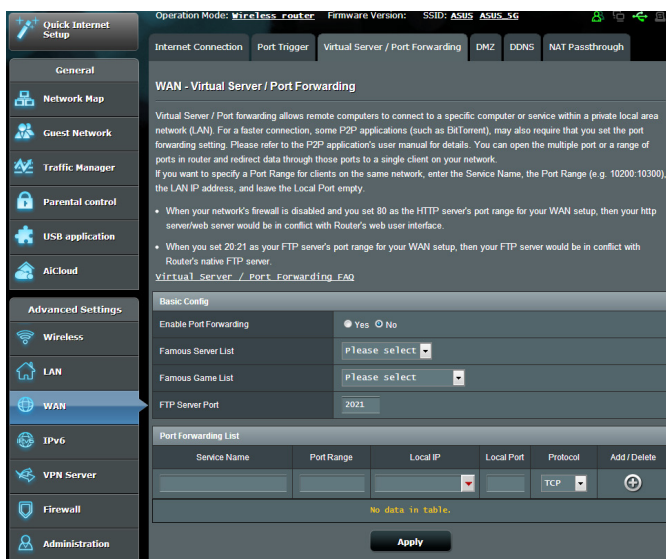 Quick Internet Setup
General
Network Map
Guest Network
Traffic Manager
Parental control
USB application
AiCloud
Advanced Settings
Wireless
LAN
WAN
IPv6
VPN Server
Firewall
Administration
Operation Mode: Wireless router Firmware Version: SSID: ASUS ASUS_5G
Internet Connection Port Trigger Virtual Server / Port Forwarding DMZ DDNS NAT Passthrough
WAN - Virtual Server / Port Forwarding
Virtual Server / Port forwarding allows remote computers to connect to a specific computer or service within a private local area
network (LAN). For a faster connection, some P2P applications (such as BitTorrent), may also require that you set the port
forwarding setting. Please refer to the P2P application's user manual for details. You can open the multiple port or a range of
ports in router and redirect data through those ports to a single client on your network.
If you want to specify a Port Range for clients on the same network, enter the Service Name, the Port Range (e.g. 10200:10300),
the LAN IP address, and leave the Local Port empty.
• When your network's firewall is disabled and you set 80 as the HTTP server's port range for your WAN setup, then your http
server/web server would be in conflict with Router's web user interface.
• When you set 20:21 as your FTP server's port range for your WAN setup, then your FTP server would be in conflict with
Router's native FTP server.
Virtual Server / Port Forwarding FAQ
Basic Config
Enable Port Forwarding Yes No
Famous Server List Please select
Famous Game List Please select
FTP Server Port 2021
Port Forwarding List
Service Name Port Range Local IP Local Port Protocol Add / Delete
TCP
No data in table.
Apply